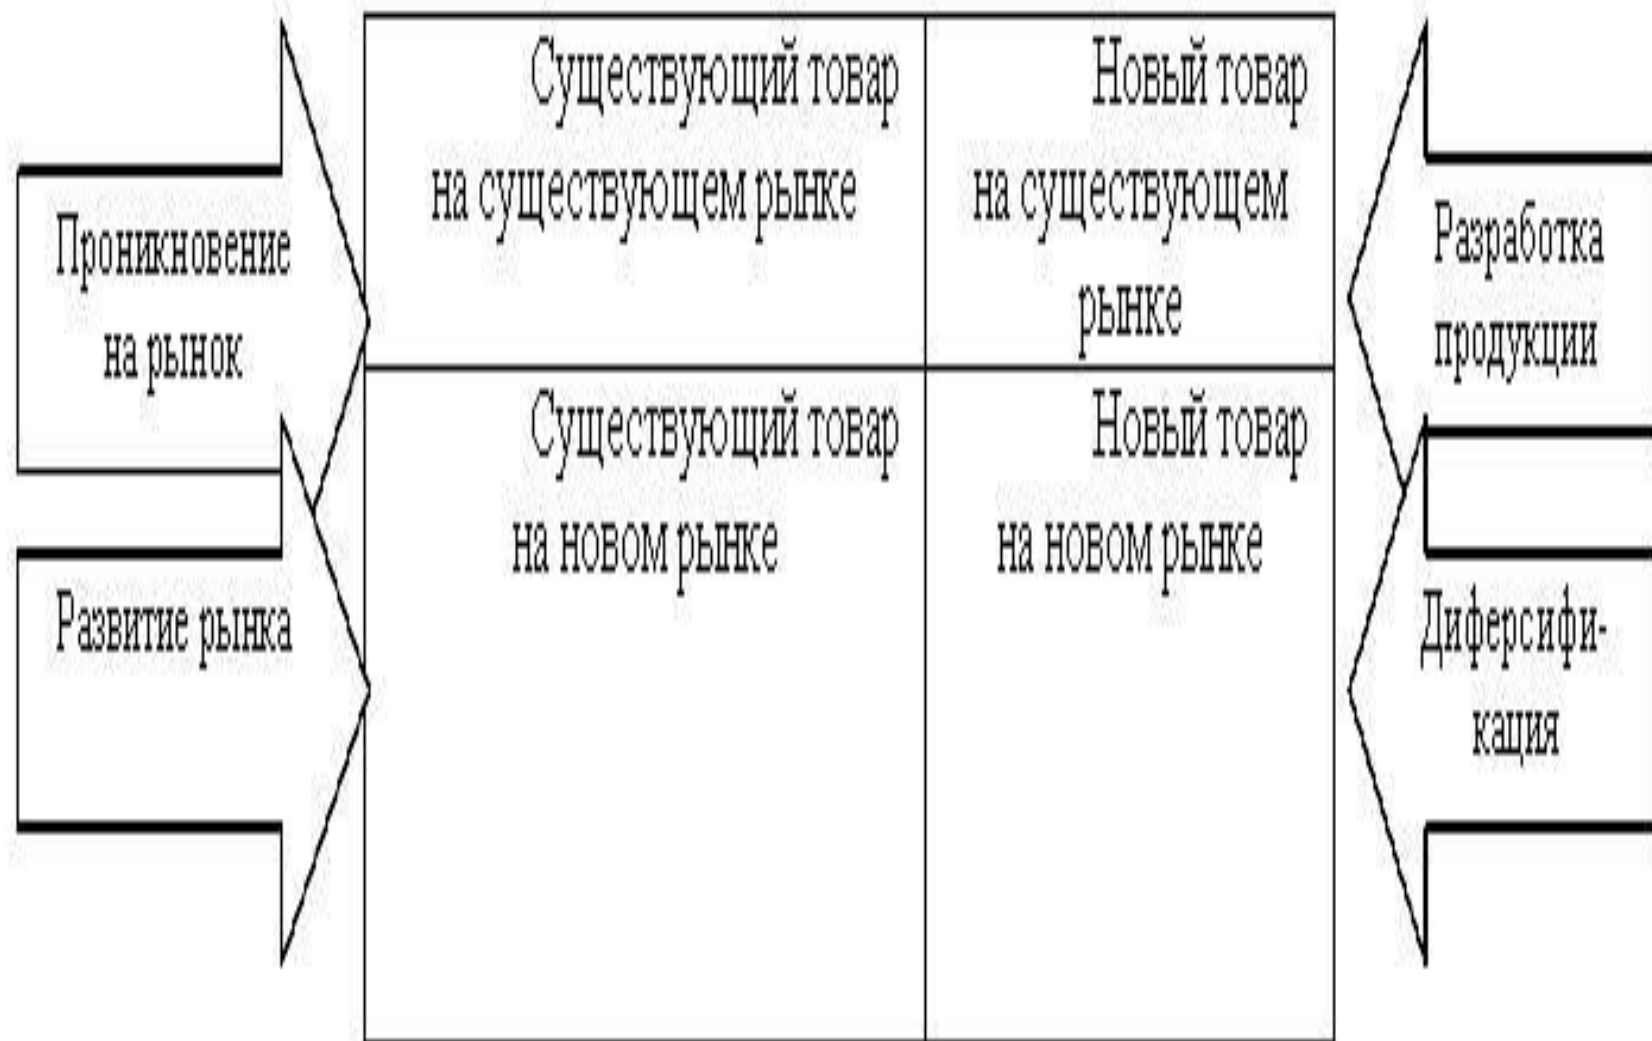 Проникновение
на рынок
Существующий товар
на существующем рынке
Новый товар
на существующем
рынке
Разработка
продукции
Развитие рынка
Существующий товар
на новом рынке
Новый товар
на новом рынке
Диферсифи-
кация